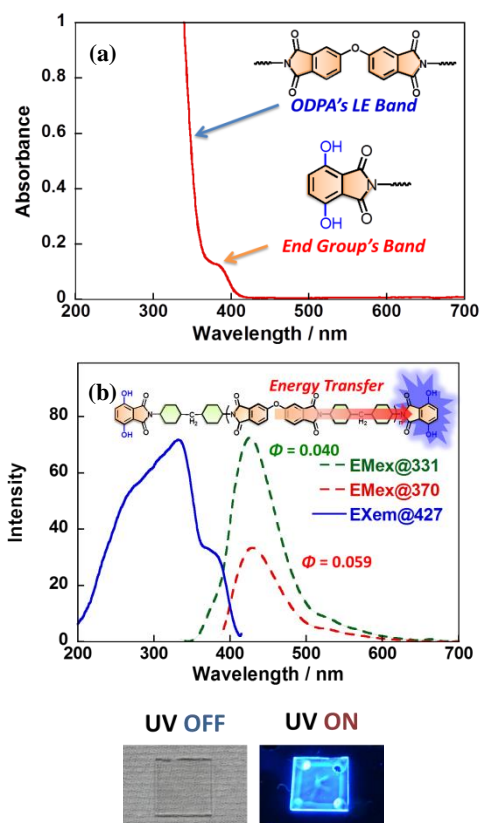 (a)
1
0.8
0.6
0.4
0.2
0
Absorbance
200 300 400 500 600 700
Wavelength / nm
O
O
O
N
N
O
O
ODPA's LE Band
OH
O
N
OH
O
End Group's Band
(b)
80
60
40
20
0
Intensity
200 300 400 500 600 700
Wavelength / nm
Energy Transfer
Φ = 0.040
EMex@331
EMex@370
EXem@427
Φ = 0.059
UV OFF
UV ON